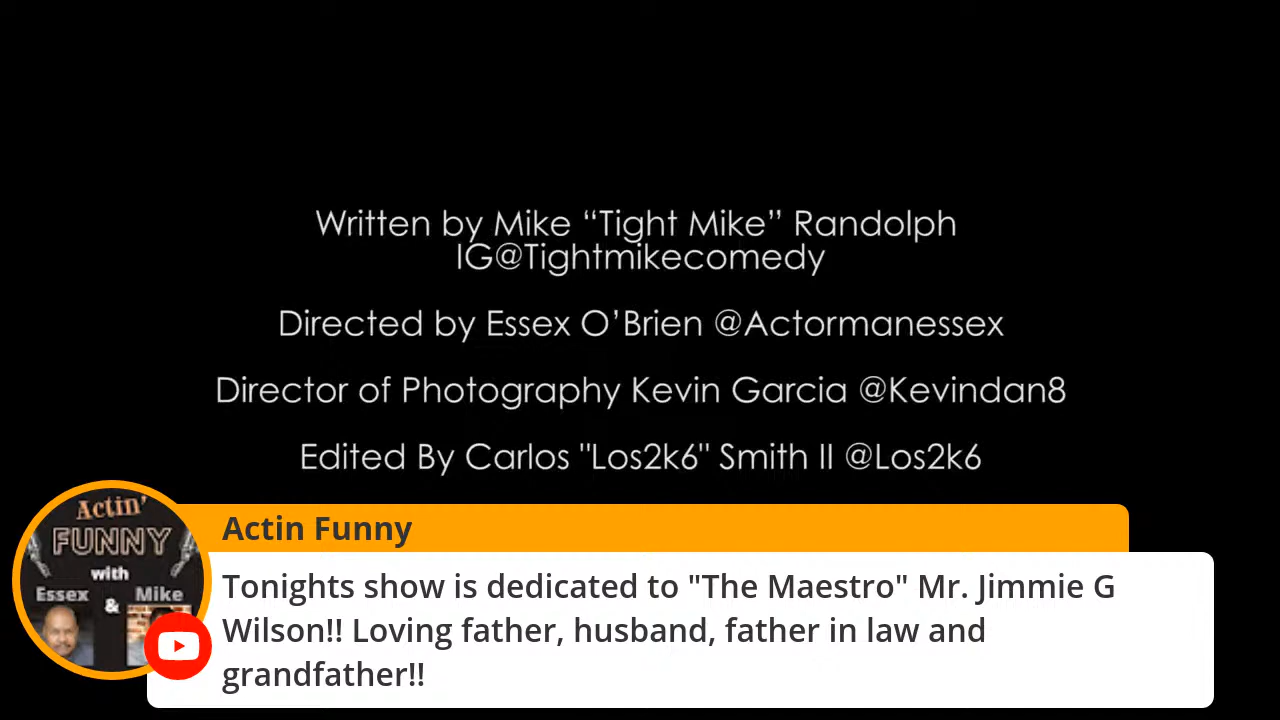 Written by Mike “Tight Mike” Randolph
IG@Tightmikecomedy
Directed by Essex O’Brien @Actormanessex
Director of Photography Kevin Garcia @Kevindan8
Edited By Carlos "Los2k6" Smith II @Los2k6
Actin’
FUNNY
with
Essex
&
Mike
Actin Funny
Tonights show is dedicated to "The Maestro" Mr. Jimmie G
Wilson!! Loving father, husband, father in law and
grandfather!!